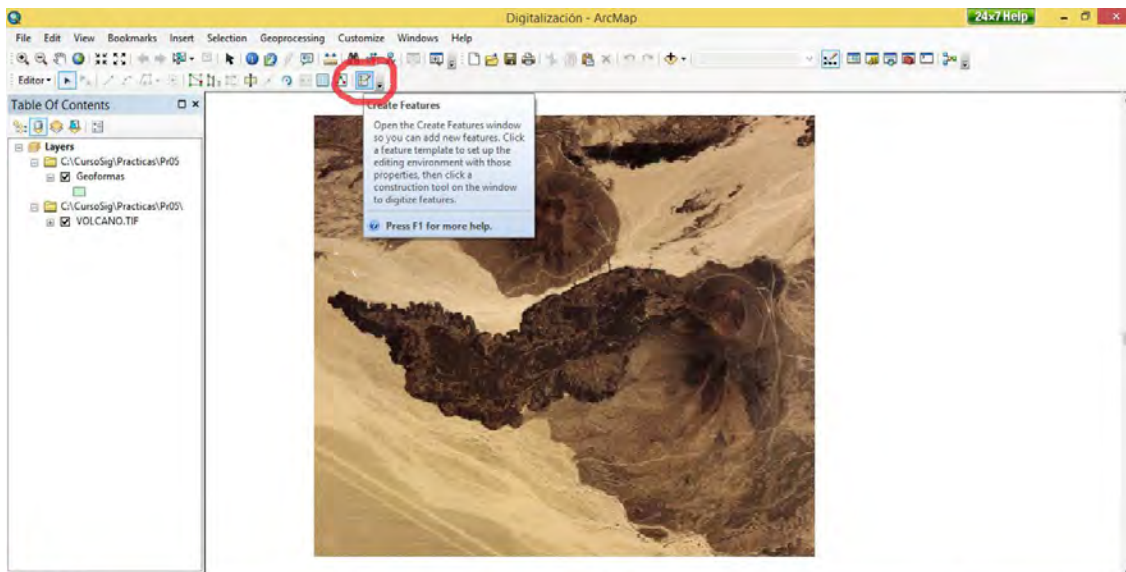 Digitalización - ArcMap
24x7 Help
File Edit View Bookmarks Insert Selection Geoprocessing Customize Windows Help
Editor
Table Of Contents
Layers
C:\CursoSig\Practicas\Pr05
Geoformas
C:\CursoSig\Practicas\Pr05\
VOLCANO.TIF
Create Features
Open the Create Features window
so you can add new features. Click
a feature template to set up the
editing environment with those
properties, then click a
construction tool on the window
to digitize features.
Press F1 for more help.